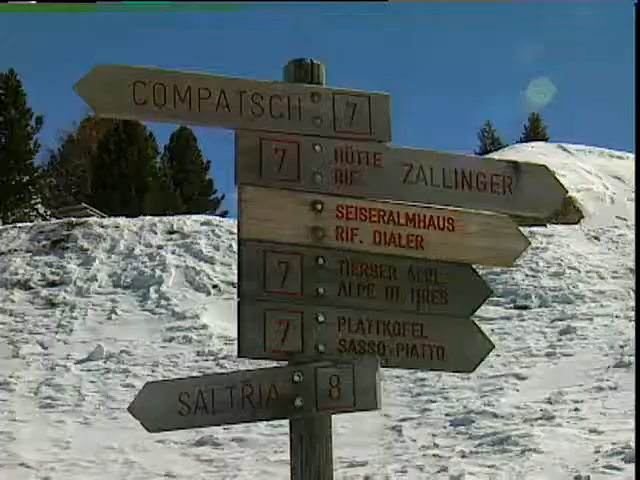 COMPATSCH 7
7 HÜTTE
RIF. ZALLINGER
SEISERALMHAUS
RIF. DIALER
7 TIERSER ALPL
ALPE DI TIRES
7 PLATTKOFEL
SASSO-PIATTO
SALTRIA 8